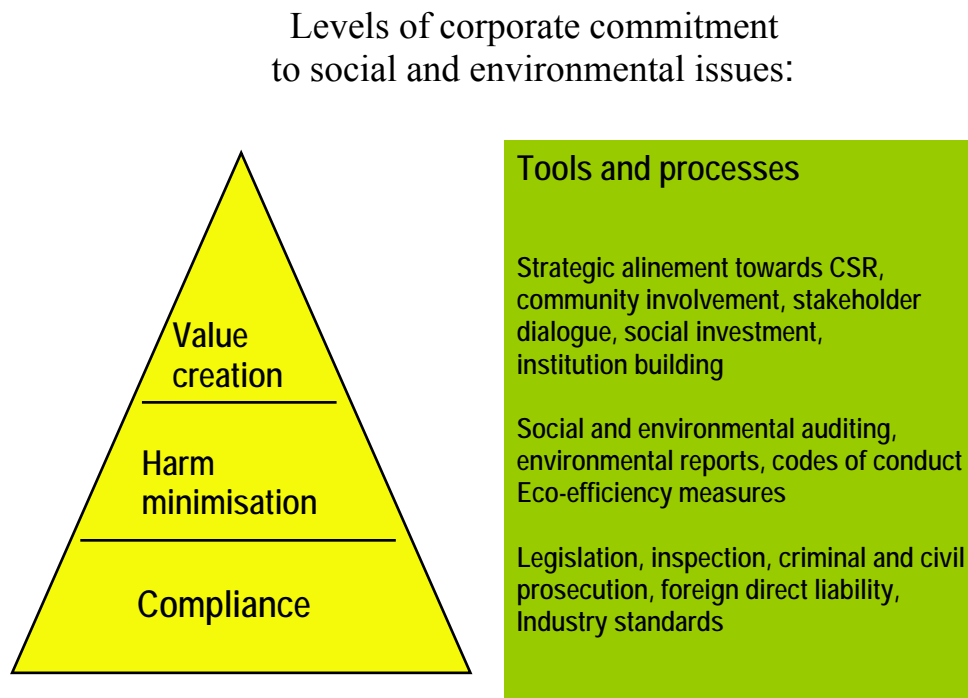 Levels of corporate commitment
to social and environmental issues:
Value
creation
Harm
minimisation
Compliance
Tools and processes
Strategic alinement towards CSR,
community involvement, stakeholder
dialogue, social investment,
institution building
Social and environmental auditing,
environmental reports, codes of conduct
Eco-efficiency measures
Legislation, inspection, criminal and civil
prosecution, foreign direct liability,
Industry standards